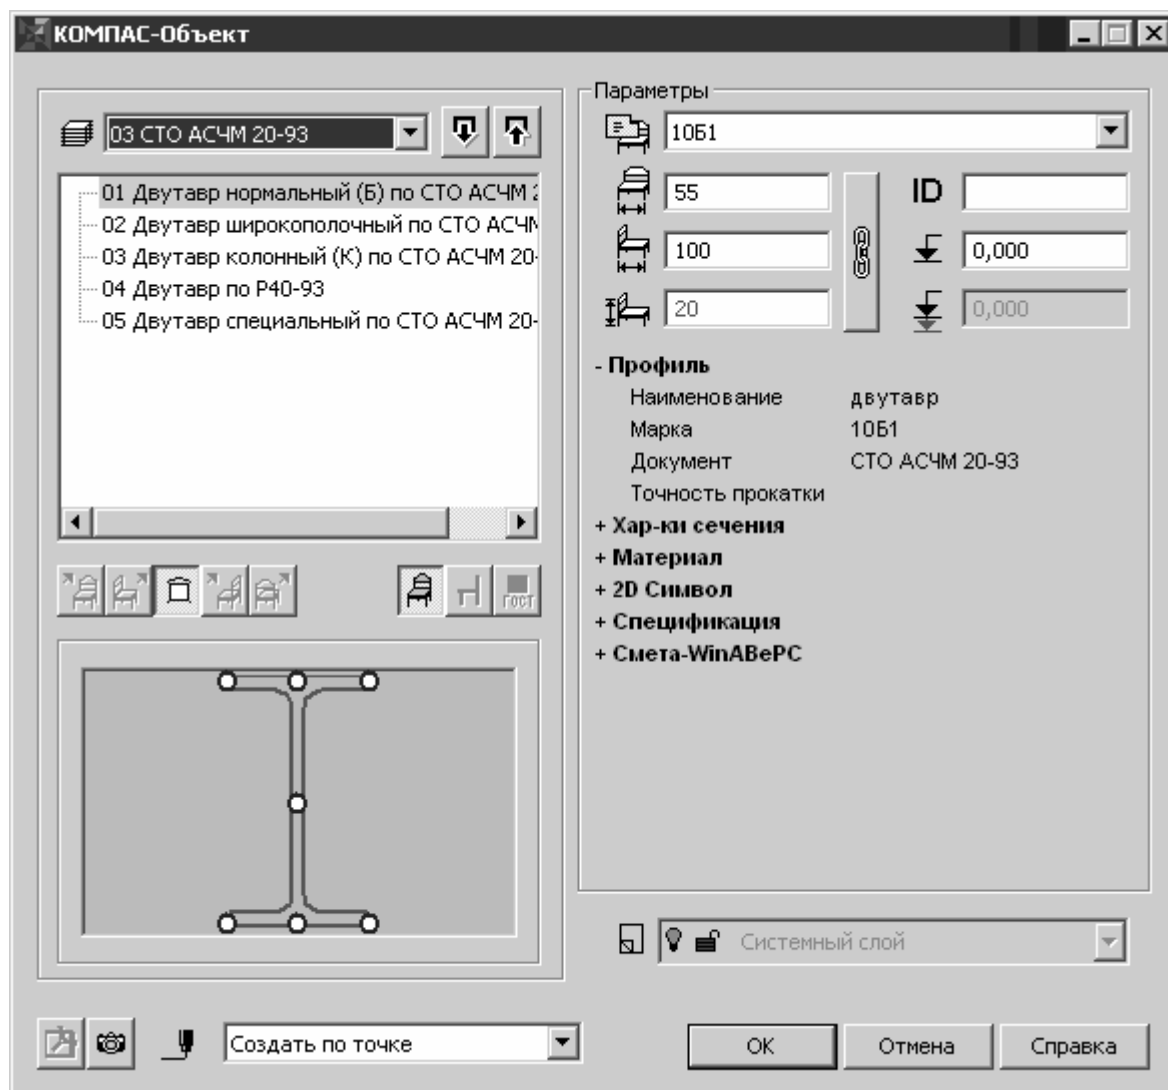 КОМПАС-Объект
03 СТО АСЧМ 20-93
01 Двутавр нормальный (Б) по СТО АСЧМ
02 Двутавр широкополочный по СТО АСЧМ
03 Двутавр колонный (К) по СТО АСЧМ 20-
04 Двутавр по Р40-93
05 Двутавр специальный по СТО АСЧМ 20-
ГОСТ
Создать по точке
Параметры
10Б1
55
ID
100
0,000
20
0,000
- Профиль
Наименование двутавр
Марка 10Б1
Документ СТО АСЧМ 20-93
Точность прокатки
+ Хар-ки сечения
+ Материал
+ 2D Символ
+ Спецификация
+ Смета-WinАВеРС
Системный слой
ОК
Отмена
Справка